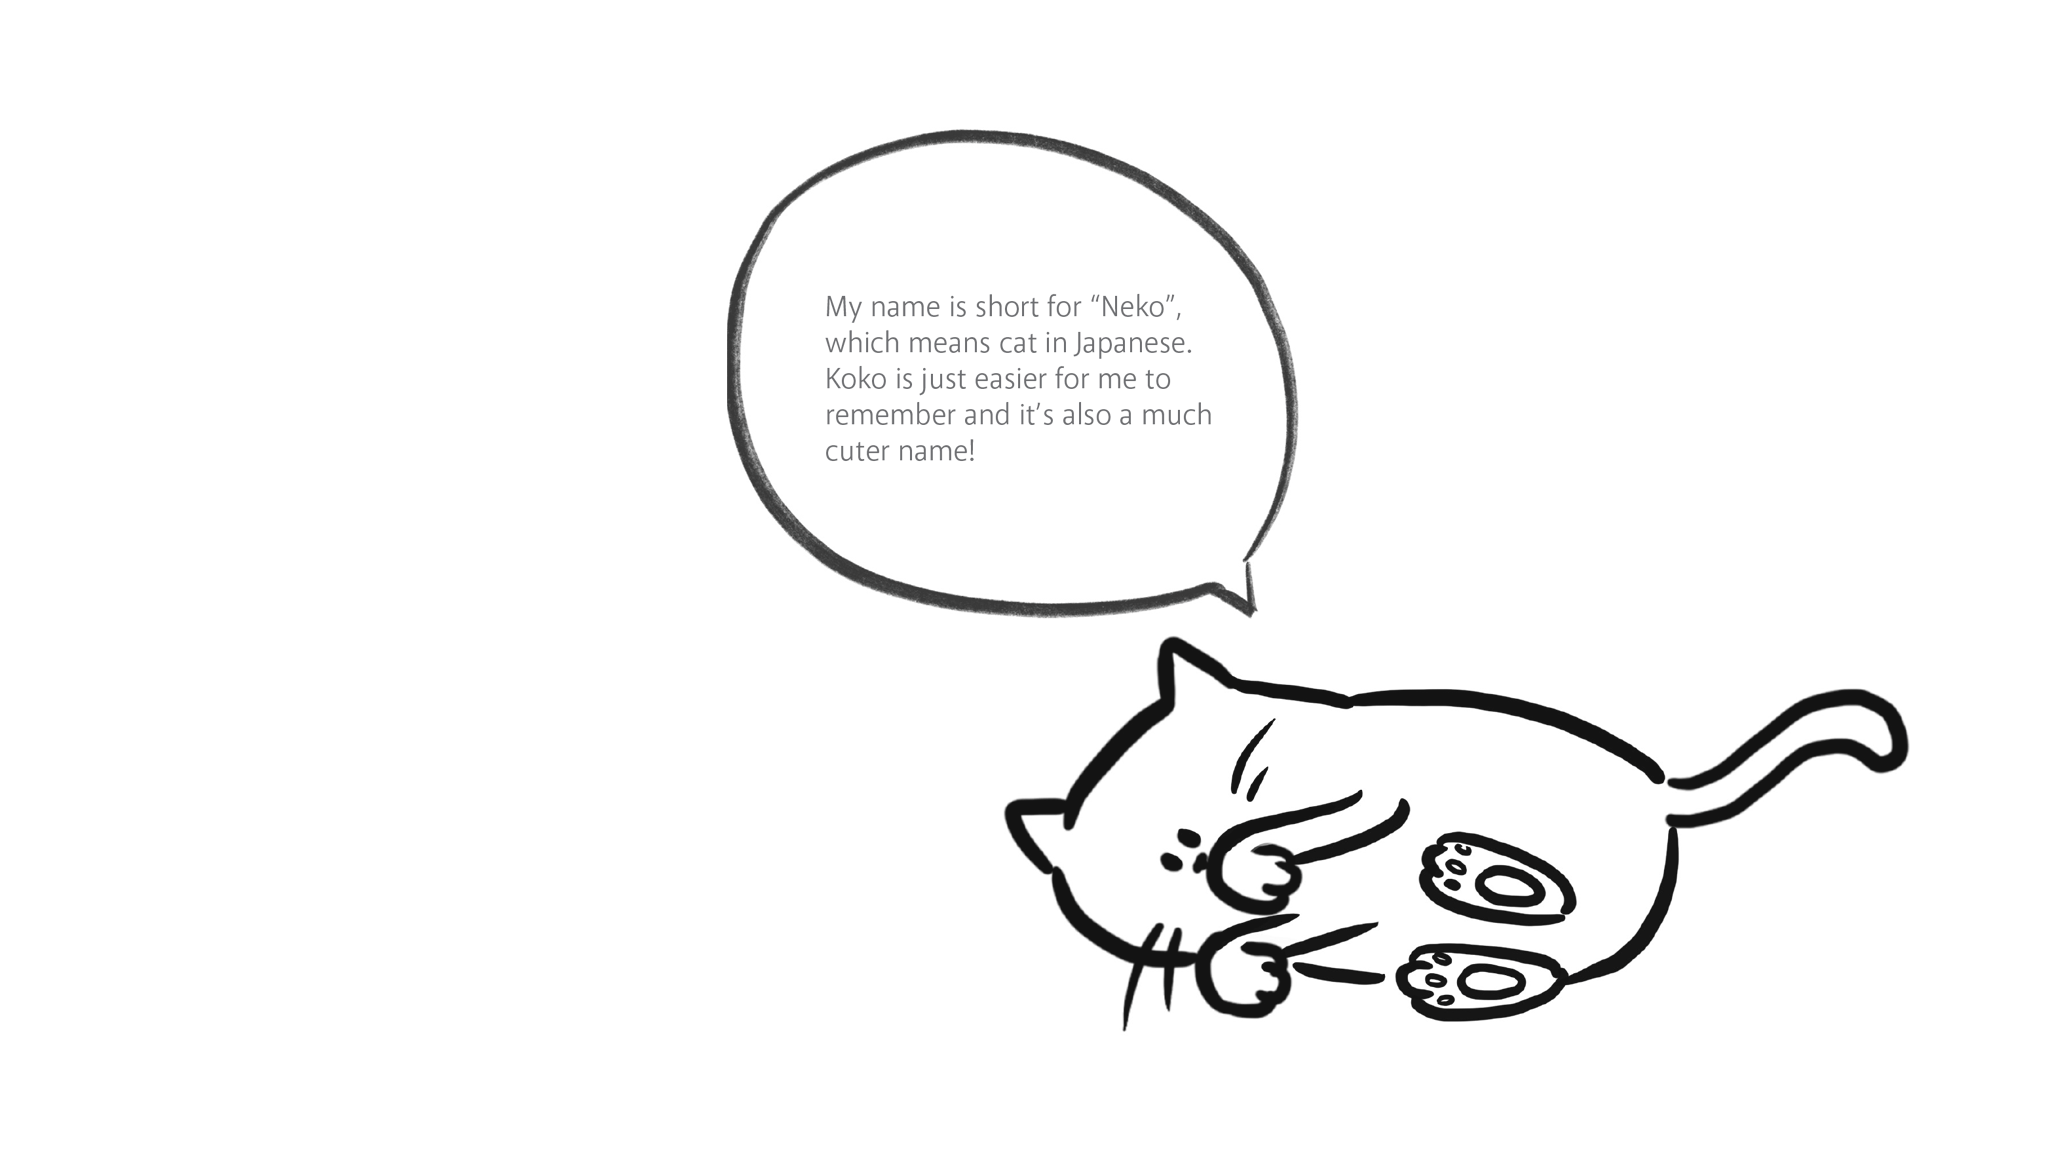 My name is short for “Neko”,
which means cat in Japanese.
Koko is just easier for me to
remember and it’s also a much
cuter name!